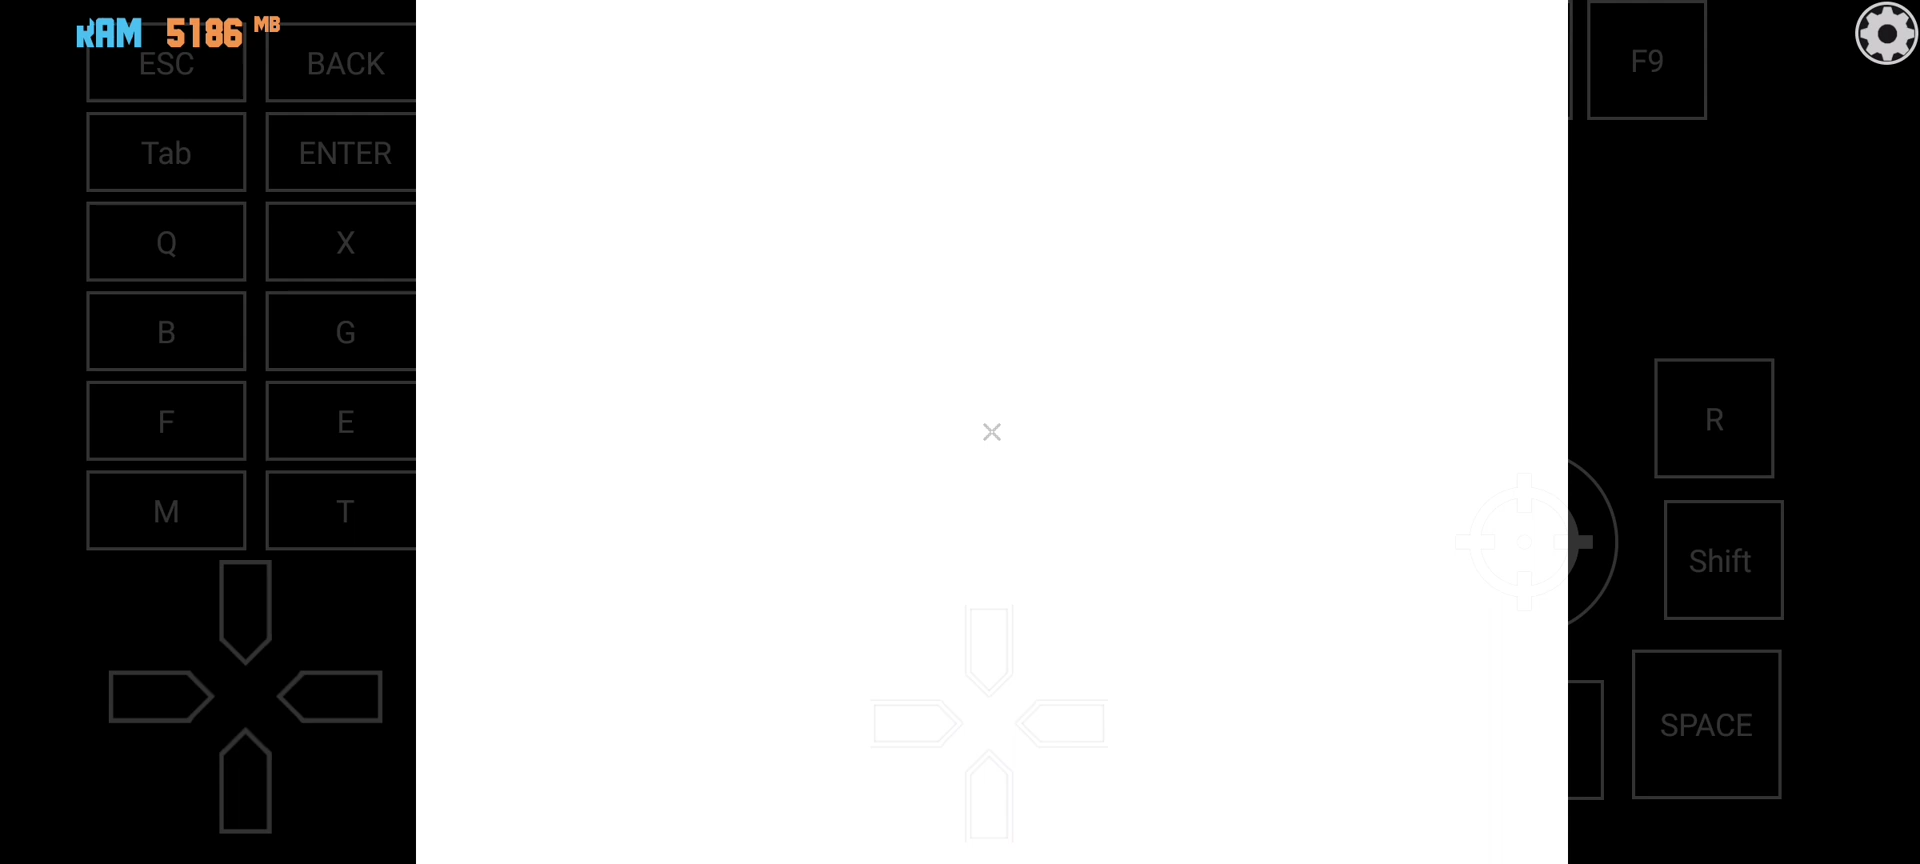 RAM 5186 MB
ESC BACK F9
Tab ENTER
Q X
B G
F E R
M T
Shift
SPACE